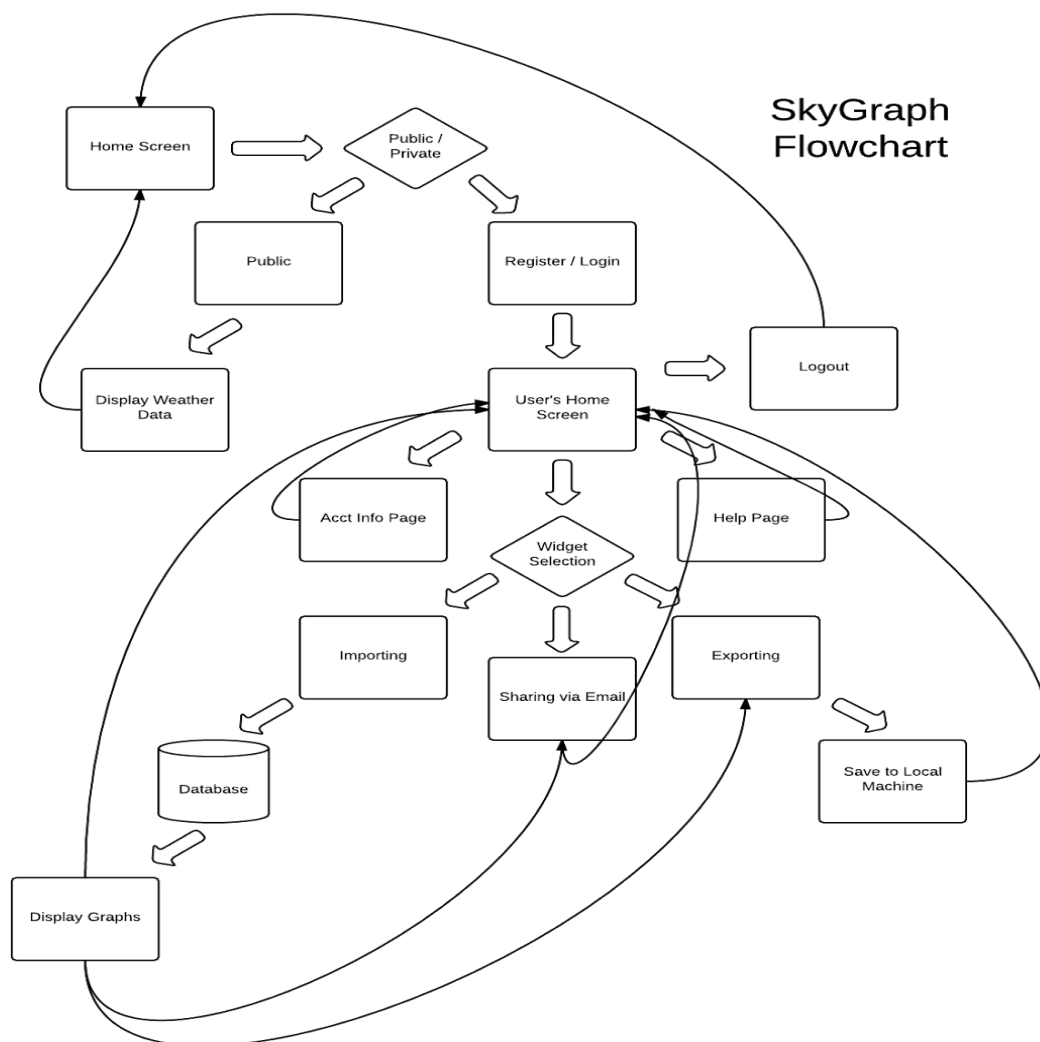 SkyGraph
Flowchart
Home Screen
Public /
Private
Public
Register / Login
Display Weather
Data
User's Home
Screen
Logout
Acct Info Page
Widget
Selection
Help Page
Importing
Sharing via Email
Exporting
Database
Save to Local
Machine
Display Graphs